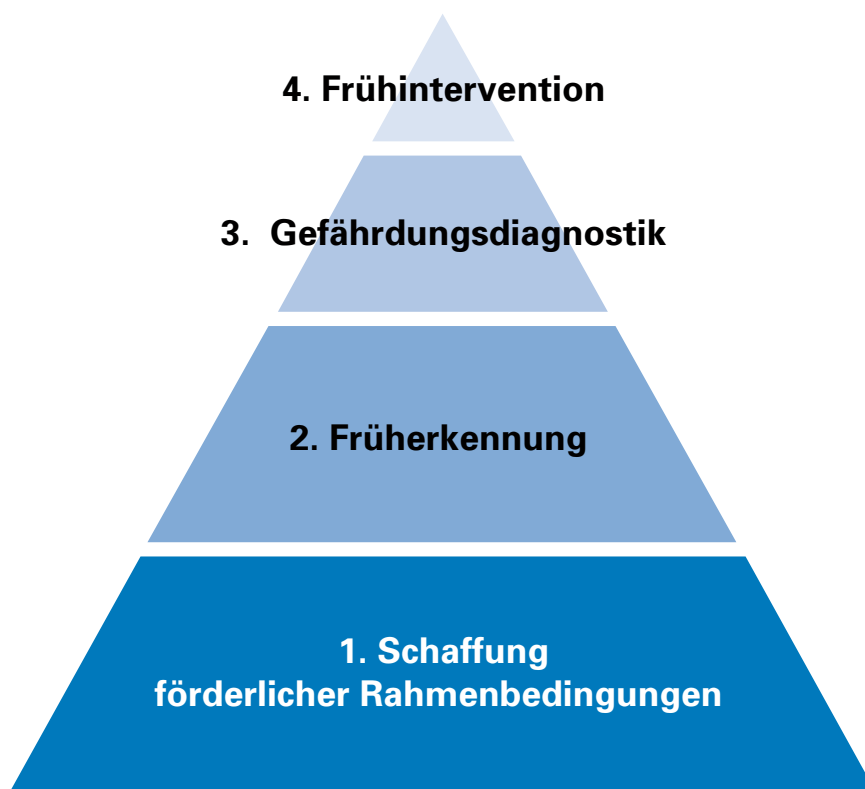 4. Frühintervention
3. Gefährdungsdiagnostik
2. Früherkennung
1. Schaffung
förderlicher Rahmenbedingungen